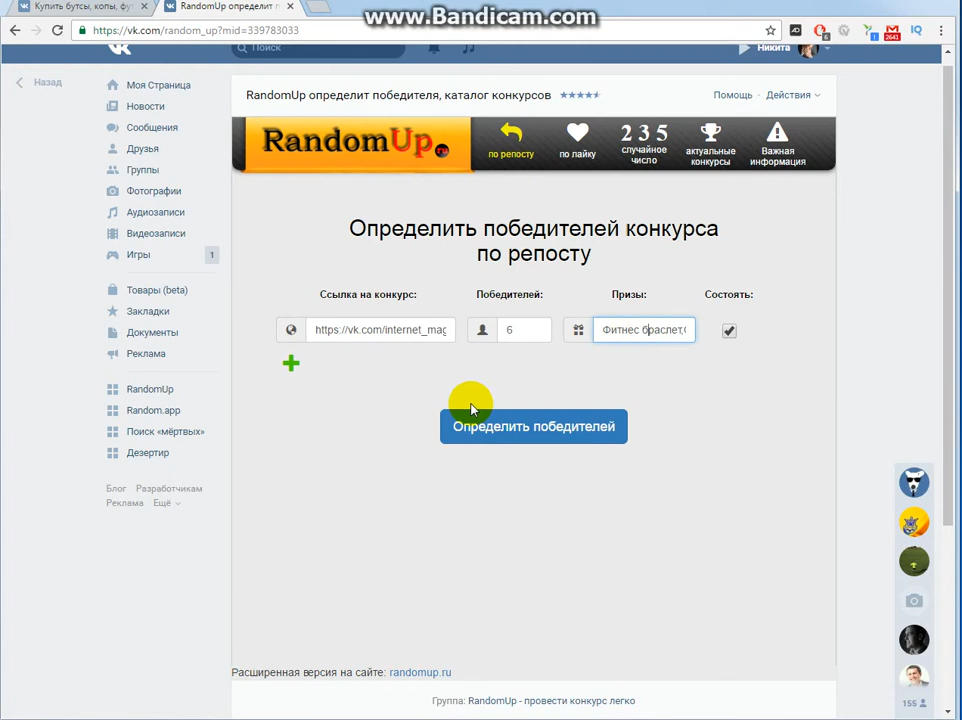 www.Bandicam.com
Купить бутсы, копы, фу
RandomUp определит п
https://vk.com/random_up?mid=339783033
6
1
2641
IQ
Поиск
Никита
Назад
Моя Страница
Новости
Сообщения
Друзья
Группы
Фотографии
Аудиозаписи
Видеозаписи
Игры
1
Товары (beta)
Закладки
Документы
Реклама
RandomUp
Random.app
Поиск «мёртвых»
Дезертир
Блог Разработчикам
Реклама Ещё
RandomUp определит победителя, каталог конкурсов
Помощь · Действия
RandomUp.ru
по репосту
по лайку
2 3 5
случайное
число
актуальные
конкурсы
Важная
информация
Определить победителей конкурса
по репосту
Ссылка на конкурс: Победителей: Призы: Состоять:
https://vk.com/internet_mag 6 Фитнес браслет,
Определить победителей
Расширенная версия на сайте: randomup.ru
Группа: RandomUp - провести конкурс легко
155